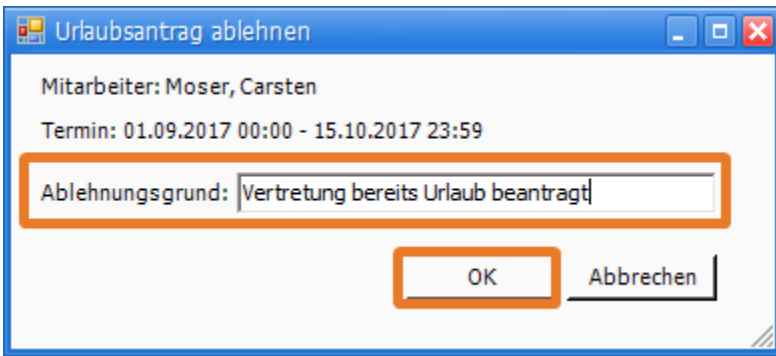 Urlaubsantrag ablehnen
Mitarbeiter: Moser, Carsten
Termin: 01.09.2017 00:00 - 15.10.2017 23:59
Ablehnungsgrund: Vertretung bereits Urlaub beantragt
OK Abbrechen